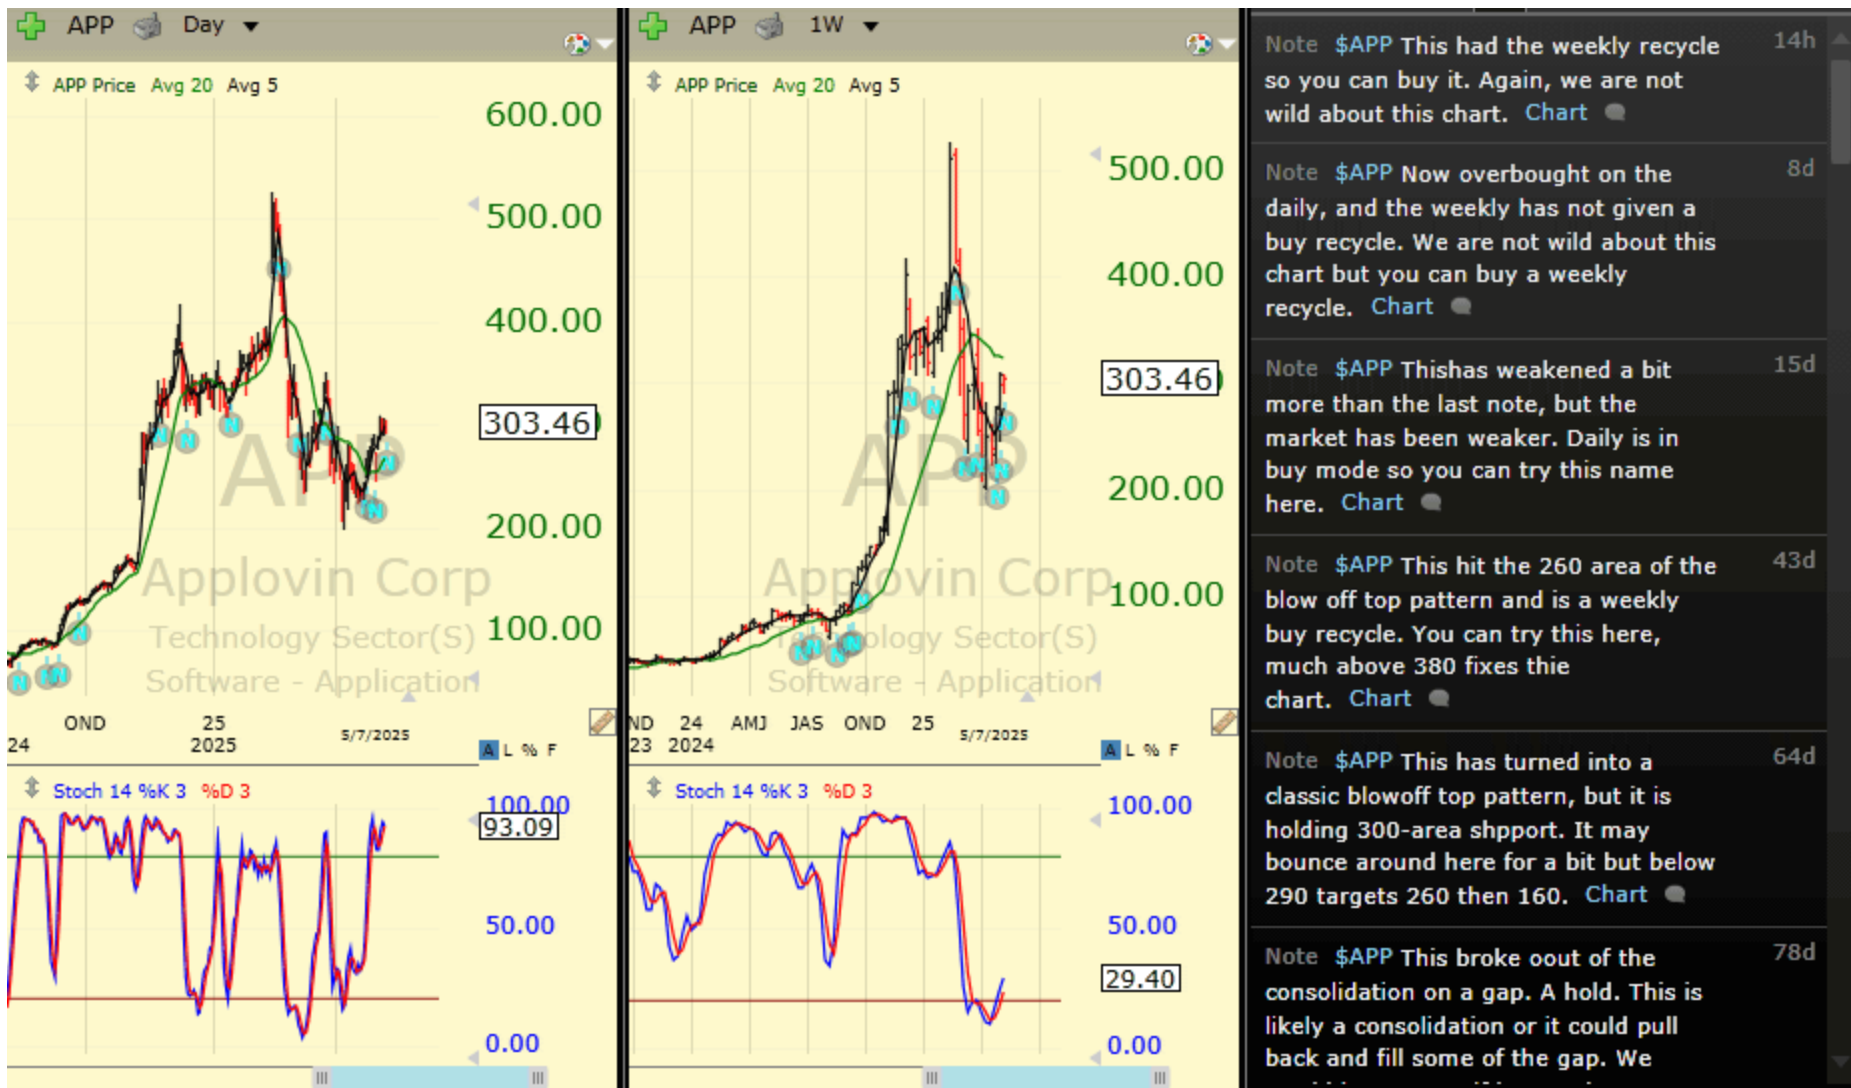 APP Day
APP Price Avg 20 Avg 5
600.00
500.00
400.00
303.46
200.00
100.00
APP
Applovin Corp
Technology Sector(S)
Software - Application
N N N N N N N N N N N N N
OND 25
24 2025 5/7/2025
A L % F
Stoch 14 %K 3 %D 3
100.00
93.09
50.00
0.00
APP 1W
APP Price Avg 20 Avg 5
500.00
400.00
303.46
200.00
100.00
APP
Applovin Corp
Technology Sector(S)
Software - Application
ND 24 AMJ JAS OND 25
23 2024 5/7/2025
A L % F
Stoch 14 %K 3 %D 3
100.00
50.00
29.40
0.00
Note $APP This had the weekly recycle 14h
so you can buy it. Again, we are not
wild about this chart. Chart
Note $APP Now overbought on the 8d
daily, and the weekly has not given a
buy recycle. We are not wild about this
chart but you can buy a weekly
recycle. Chart
Note $APP Thishas weakened a bit 15d
more than the last note, but the
market has been weaker. Daily is in
buy mode so you can try this name
here. Chart
Note $APP This hit the 260 area of the 43d
blow off top pattern and is a weekly
buy recycle. You can try this here,
much above 380 fixes thie
chart. Chart
Note $APP This has turned into a 64d
classic blowoff top pattern, but it is
holding 300-area shpport. It may
bounce around here for a bit but below
290 targets 260 then 160. Chart
Note $APP This broke oout of the 78d
consolidation on a gap. A hold. This is
likely a consolidation or it could pull
back and fill some of the gap. We